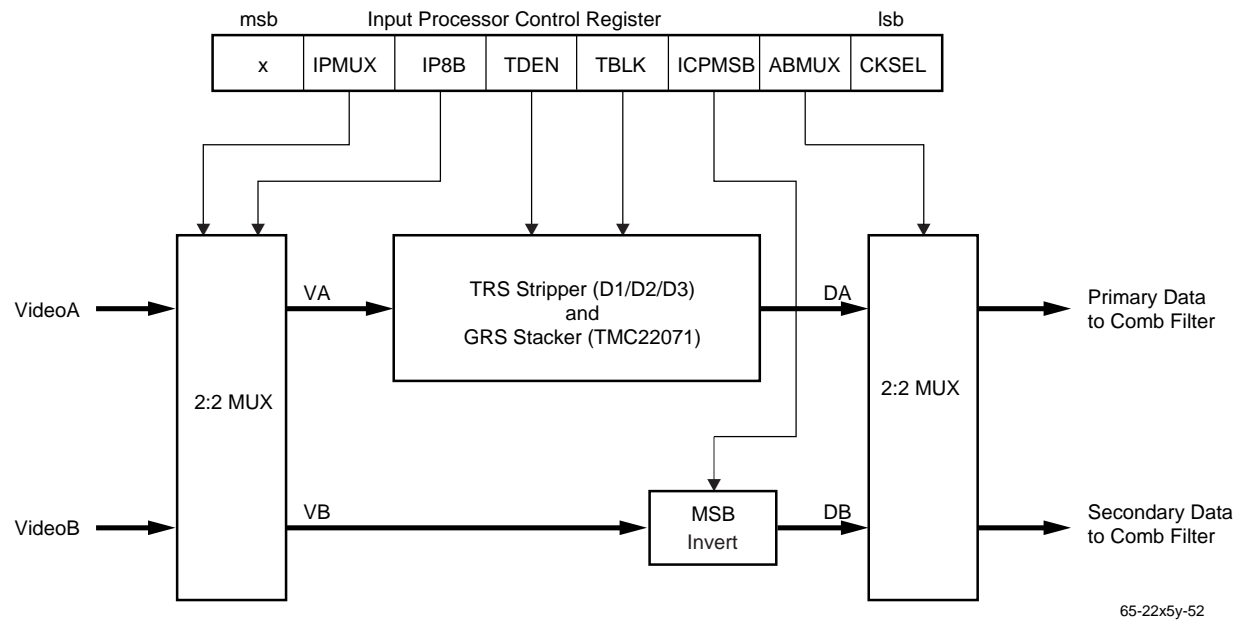 msb Input Processor Control Register lsb
x IPMUX IP8B TDEN TBLK ICPMSB ABMUX CKSEL
VideoA
VA
TRS Stripper (D1/D2/D3)
and
GRS Stacker (TMC22071)
DA
Primary Data
to Comb Filter
2:2 MUX
2:2 MUX
VideoB
VB
MSB
Invert
DB
Secondary Data
to Comb Filter
65-22x5y-52